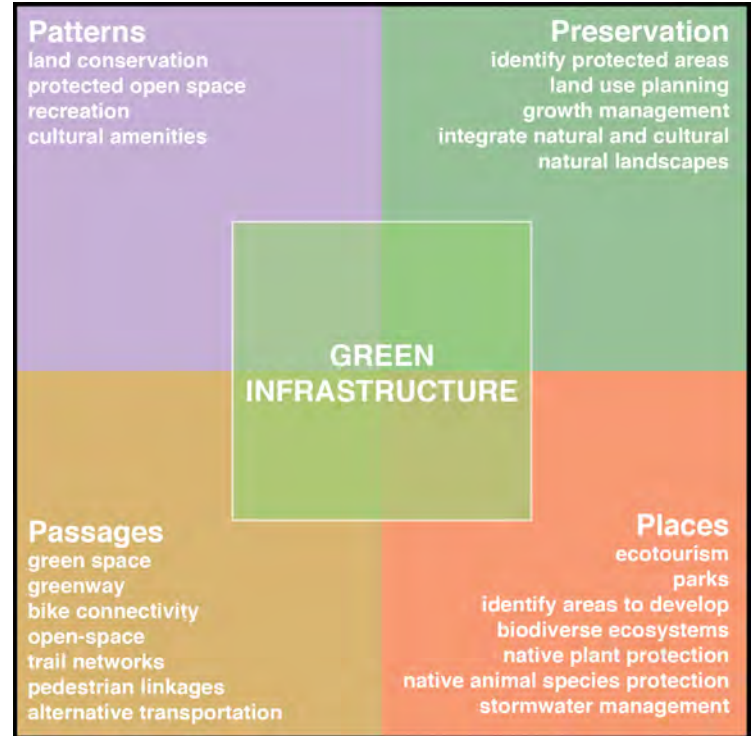 Patterns
land conservation
protected open space
recreation
cultural amenities
Preservation
identify protected areas
land use planning
growth management
integrate natural and cultural
natural landscapes
GREEN
INFRASTRUCTURE
Passages
green space
greenway
bike connectivity
open-space
trail networks
pedestrian linkages
alternative transportation
Places
ecotourism
parks
identify areas to develop
biodiverse ecosystems
native plant protection
native animal species protection
stormwater management